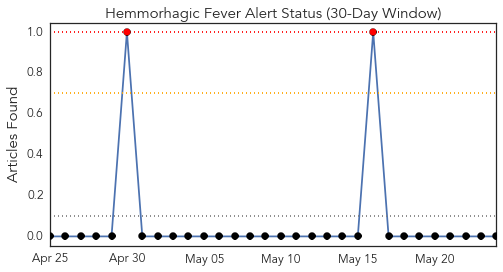 Hemmorhagic Fever Alert Status (30-Day Window)
Articles Found
1.0
0.8
0.6
0.4
0.2
0.0
Apr 25 Apr 30 May 05 May 10 May 15 May 20